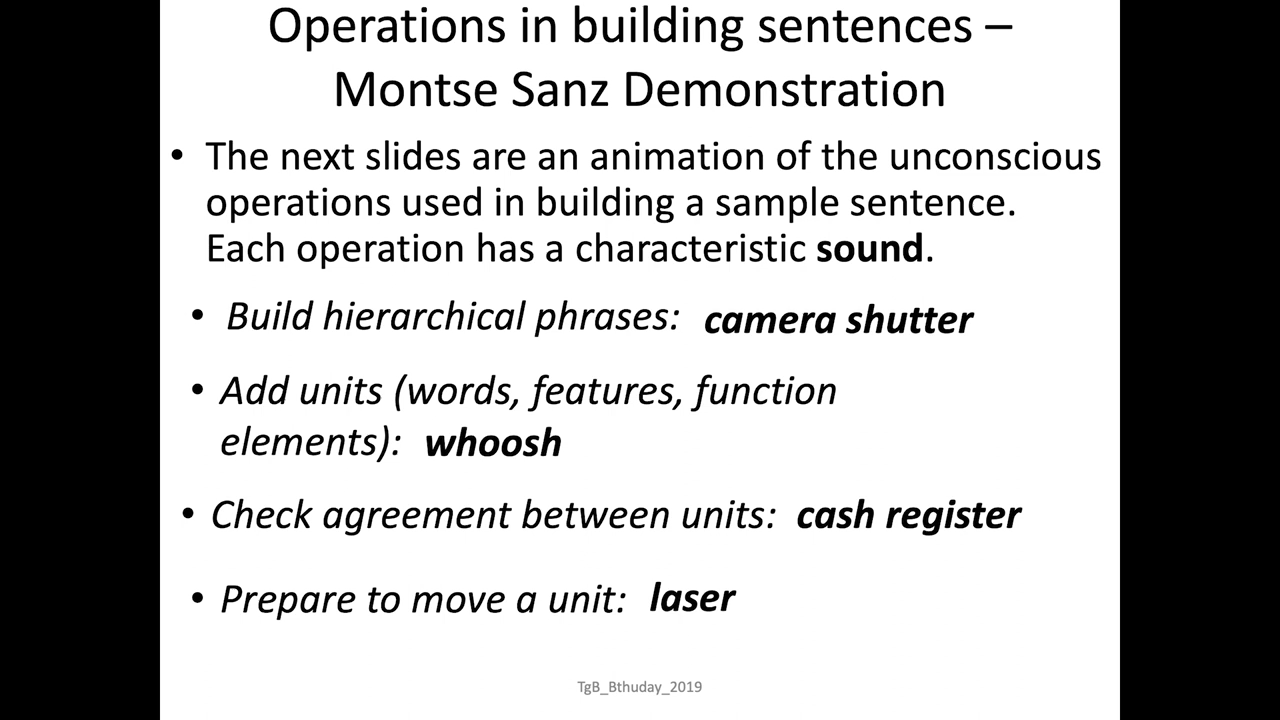 Operations in building sentences –
Montse Sanz Demonstration
• The next slides are an animation of the unconscious
operations used in building a sample sentence.
Each operation has a characteristic sound.
• Build hierarchical phrases: camera shutter
• Add units (words, features, function
elements): whoosh
• Check agreement between units: cash register
• Prepare to move a unit: laser
TgB_Bthuday_2019